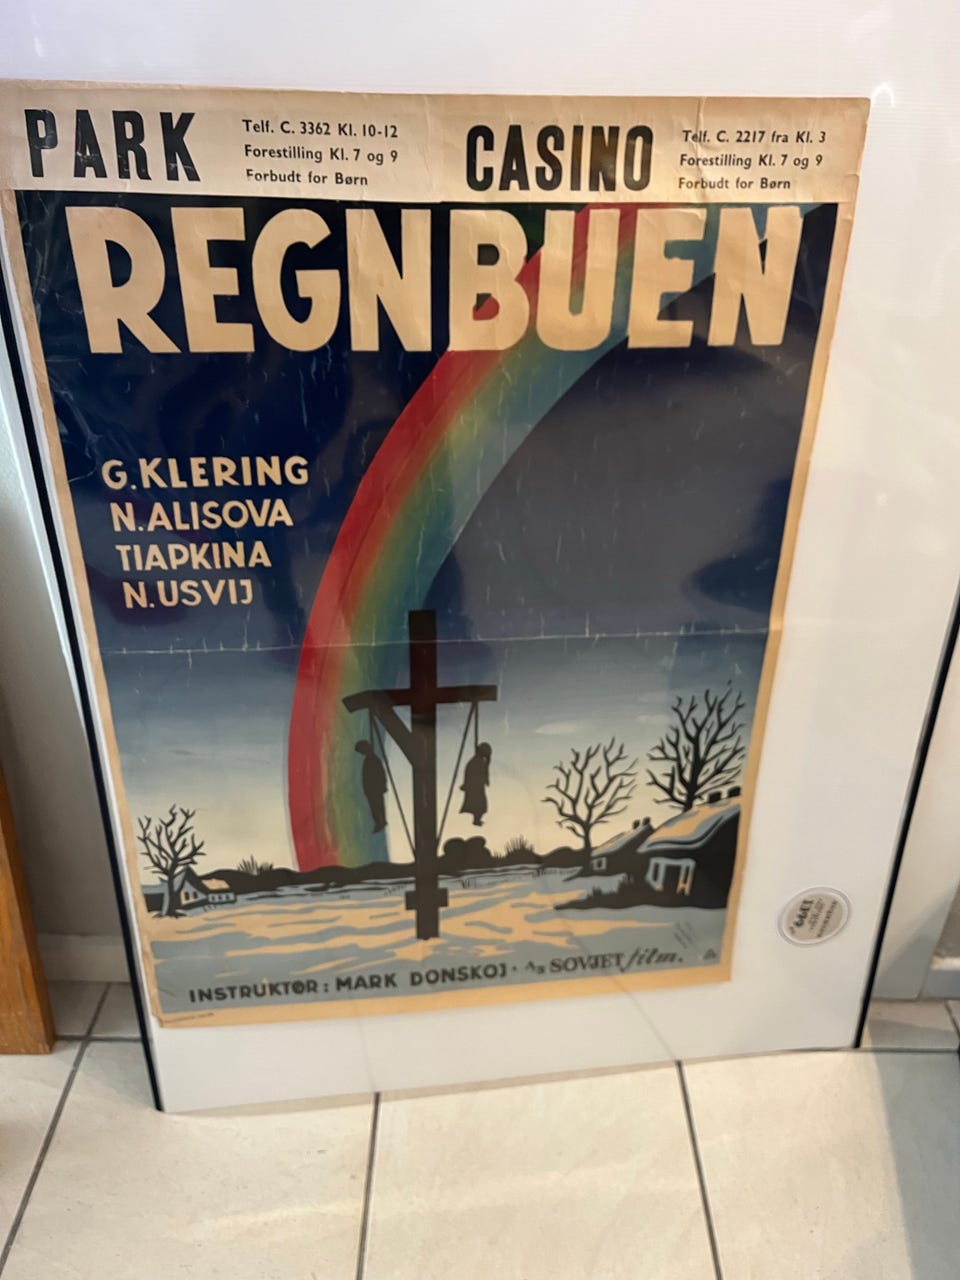 PARK
Telf. C. 3362 Kl. 10-12
Forestilling Kl. 7 og 9
Forbudt for Børn
CASINO
Telf. C. 2217 fra Kl. 3
Forestilling Kl. 7 og 9
Forbudt for Børn
REGNBUEN
G. KLERING
N. ALISOVA
TIAPKINA
N. USVIJ
INSTRUKTØR: MARK DONSKOJ · A/S SOVJET film.